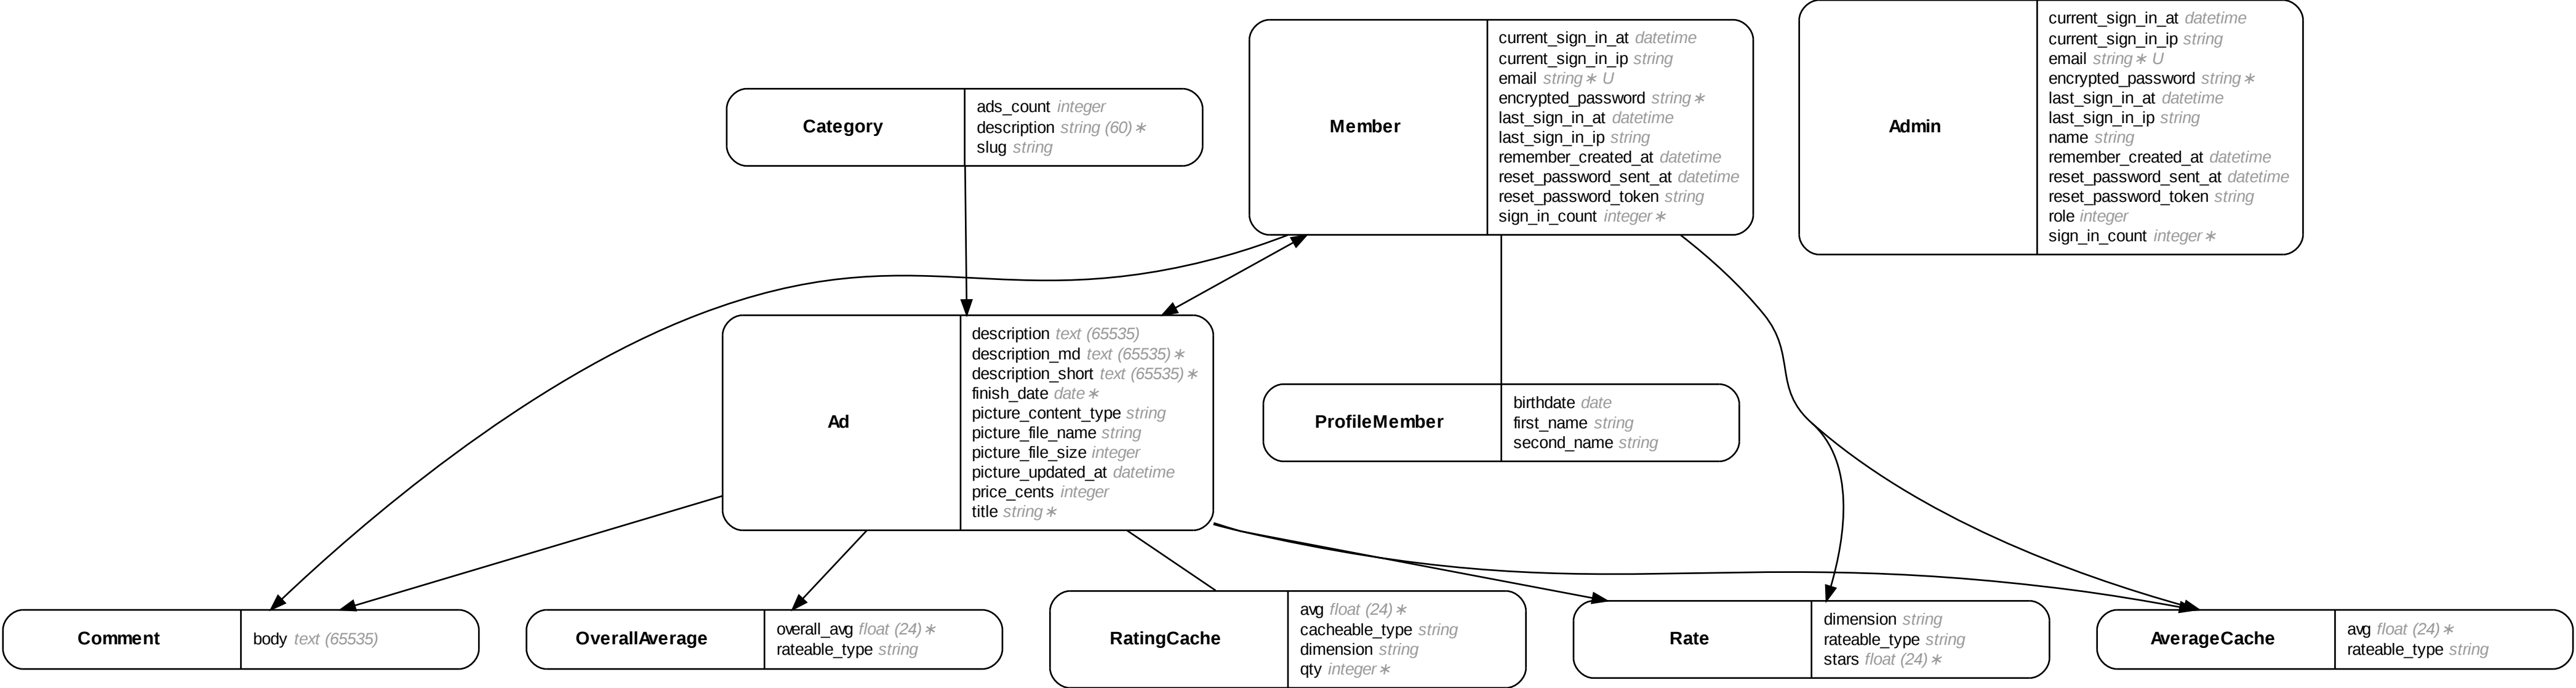 Category
ads_count integer
description string (60)∗
slug string
Member
current_sign_in_at datetime
current_sign_in_ip string
email string∗ U
encrypted_password string∗
last_sign_in_at datetime
last_sign_in_ip string
remember_created_at datetime
reset_password_sent_at datetime
reset_password_token string
sign_in_count integer∗
Admin
current_sign_in_at datetime
current_sign_in_ip string
email string∗ U
encrypted_password string∗
last_sign_in_at datetime
last_sign_in_ip string
name string
remember_created_at datetime
reset_password_sent_at datetime
reset_password_token string
role integer
sign_in_count integer∗
Ad
description text (65535)
description_md text (65535)∗
description_short text (65535)∗
finish_date date∗
picture_content_type string
picture_file_name string
picture_file_size integer
picture_updated_at datetime
price_cents integer
title string∗
ProfileMember
birthdate date
first_name string
second_name string
Comment
body text (65535)
OverallAverage
overall_avg float (24)∗
rateable_type string
RatingCache
avg float (24)∗
cacheable_type string
dimension string
qty integer∗
Rate
dimension string
rateable_type string
stars float (24)∗
AverageCache
avg float (24)∗
rateable_type string